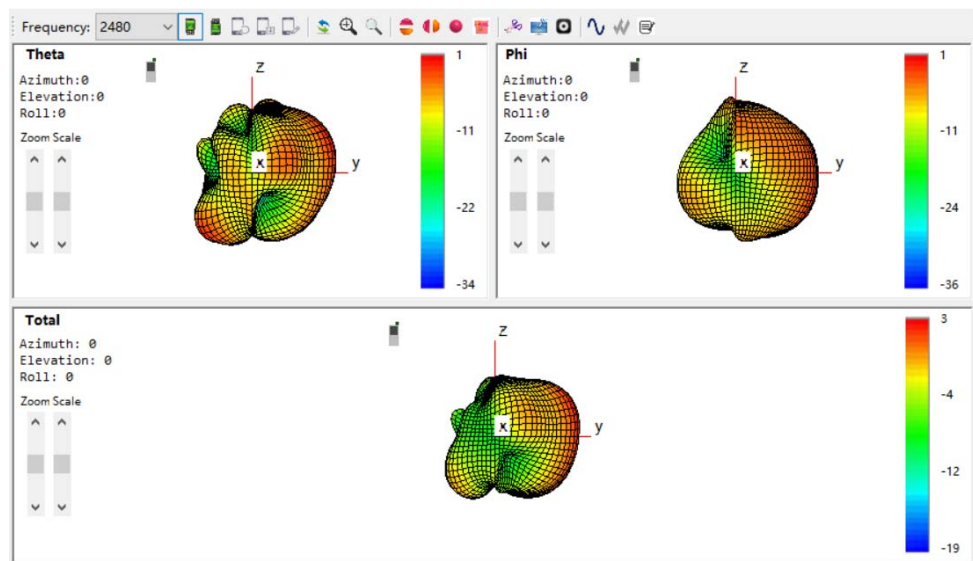 Frequency: 2480
Theta
Azimuth:0
Elevation:0
Roll:0
Zoom Scale
z
x
y
1
-11
-22
-34
Phi
Azimuth:0
Elevation:0
Roll:0
Zoom Scale
z
x
y
1
-11
-24
-36
Total
Azimuth: 0
Elevation: 0
Roll: 0
Zoom Scale
z
x
y
3
-4
-12
-19